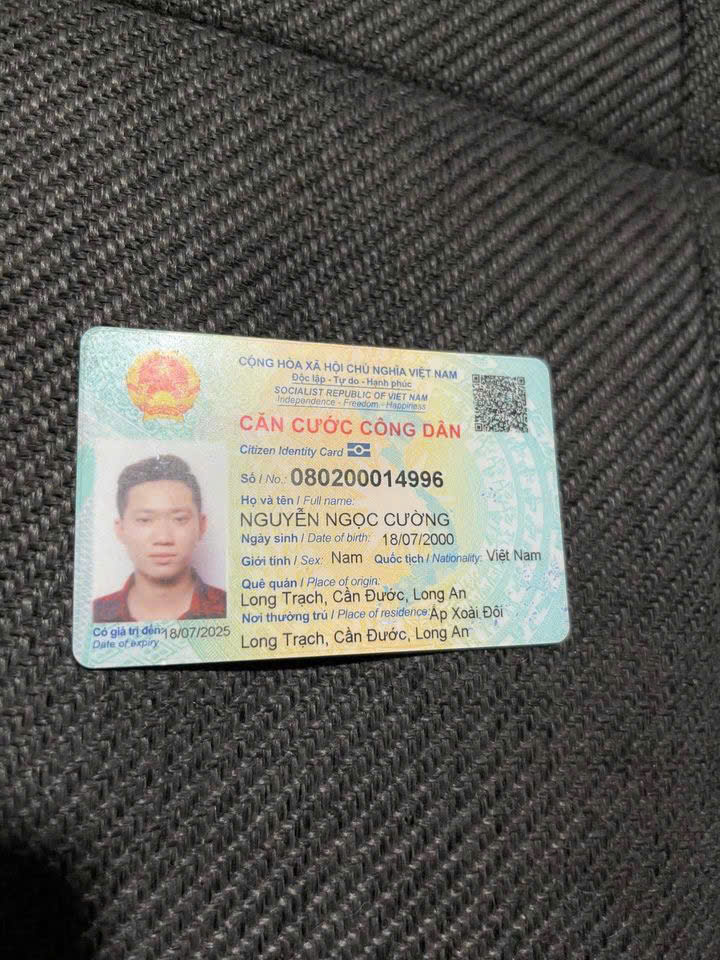 CỘNG HÒA XÃ HỘI CHỦ NGHĨA VIỆT NAM
Độc lập - Tự do - Hạnh phúc
SOCIALIST REPUBLIC OF VIET NAM
Independence - Freedom - Happiness
CĂN CƯỚC CÔNG DÂN
Citizen Identity Card
Số / No.: 080200014996
Họ và tên / Full name:
NGUYỄN NGỌC CƯỜNG
Ngày sinh / Date of birth: 18/07/2000
Giới tính / Sex: Nam Quốc tịch / Nationality: Việt Nam
Quê quán / Place of origin:
Long Trạch, Cần Đước, Long An
Nơi thường trú / Place of residence: Ấp Xoài Đôi
Long Trạch, Cần Đước, Long An
Có giá trị đến: 18/07/2025
Date of expiry